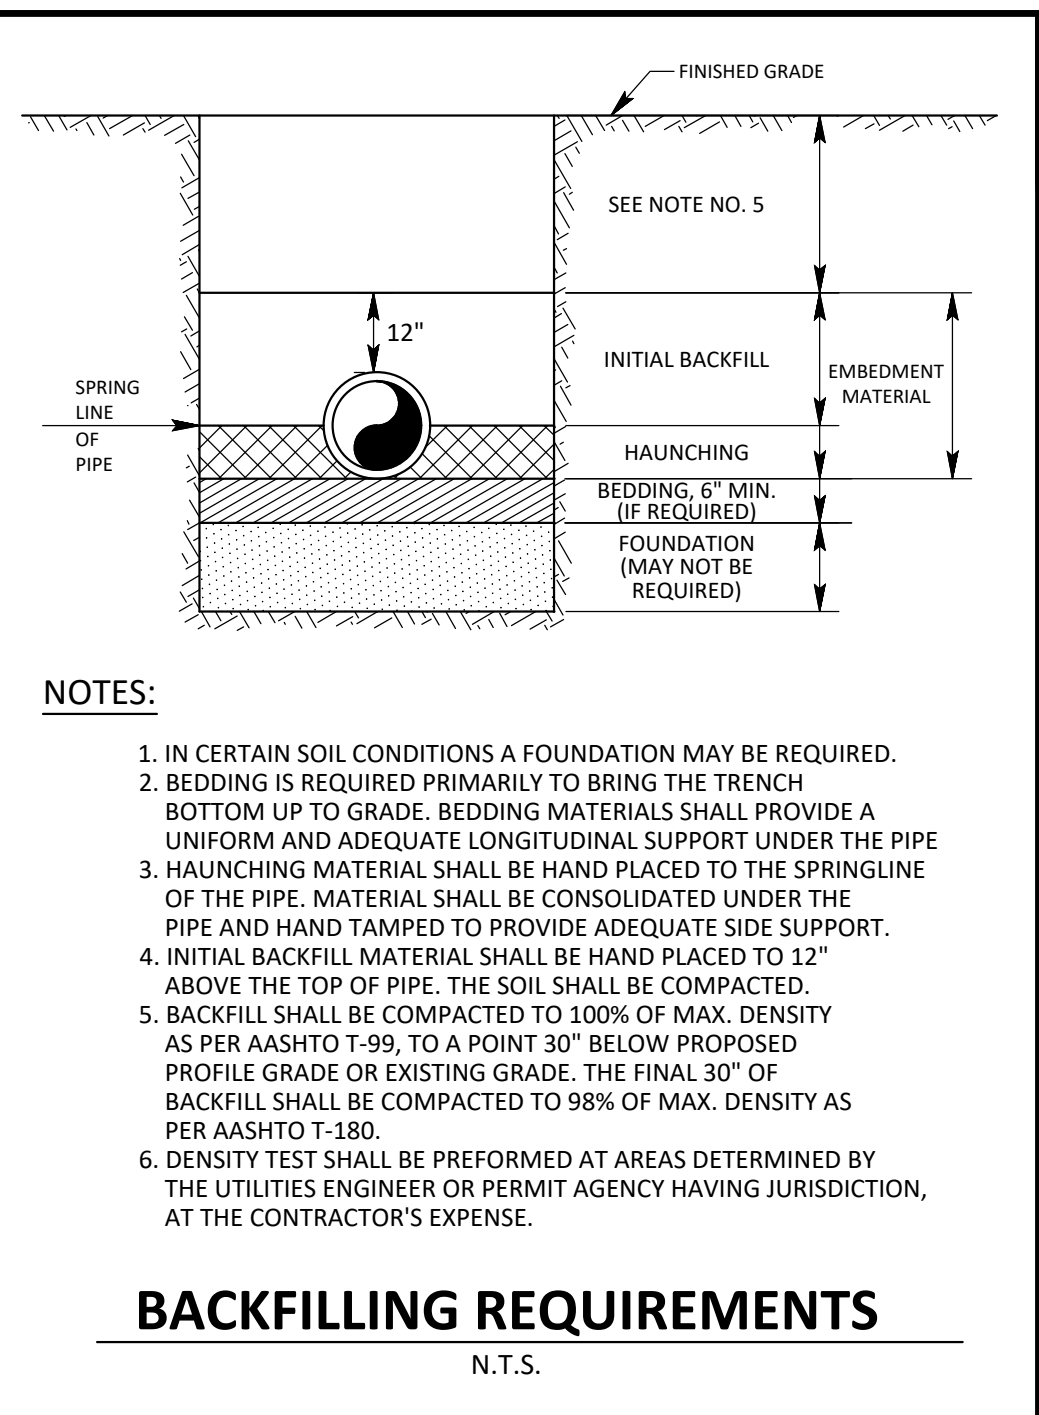 FINISHED GRADE
SEE NOTE NO. 5
12"
INITIAL BACKFILL
EMBEDMENT
MATERIAL
SPRING
LINE
OF
PIPE
HAUNCHING
BEDDING, 6" MIN.
(IF REQUIRED)
FOUNDATION
(MAY NOT BE
REQUIRED)
NOTES:
1. IN CERTAIN SOIL CONDITIONS A FOUNDATION MAY BE REQUIRED.
2. BEDDING IS REQUIRED PRIMARILY TO BRING THE TRENCH
BOTTOM UP TO GRADE. BEDDING MATERIALS SHALL PROVIDE A
UNIFORM AND ADEQUATE LONGITUDINAL SUPPORT UNDER THE PIPE
3. HAUNCHING MATERIAL SHALL BE HAND PLACED TO THE SPRINGLINE
OF THE PIPE. MATERIAL SHALL BE CONSOLIDATED UNDER THE
PIPE AND HAND TAMPED TO PROVIDE ADEQUATE SIDE SUPPORT.
4. INITIAL BACKFILL MATERIAL SHALL BE HAND PLACED TO 12"
ABOVE THE TOP OF PIPE. THE SOIL SHALL BE COMPACTED.
5. BACKFILL SHALL BE COMPACTED TO 100% OF MAX. DENSITY
AS PER AASHTO T-99, TO A POINT 30" BELOW PROPOSED
PROFILE GRADE OR EXISTING GRADE. THE FINAL 30" OF
BACKFILL SHALL BE COMPACTED TO 98% OF MAX. DENSITY AS
PER AASHTO T-180.
6. DENSITY TEST SHALL BE PREFORMED AT AREAS DETERMINED BY
THE UTILITIES ENGINEER OR PERMIT AGENCY HAVING JURISDICTION,
AT THE CONTRACTOR'S EXPENSE.
BACKFILLING REQUIREMENTS
N.T.S.